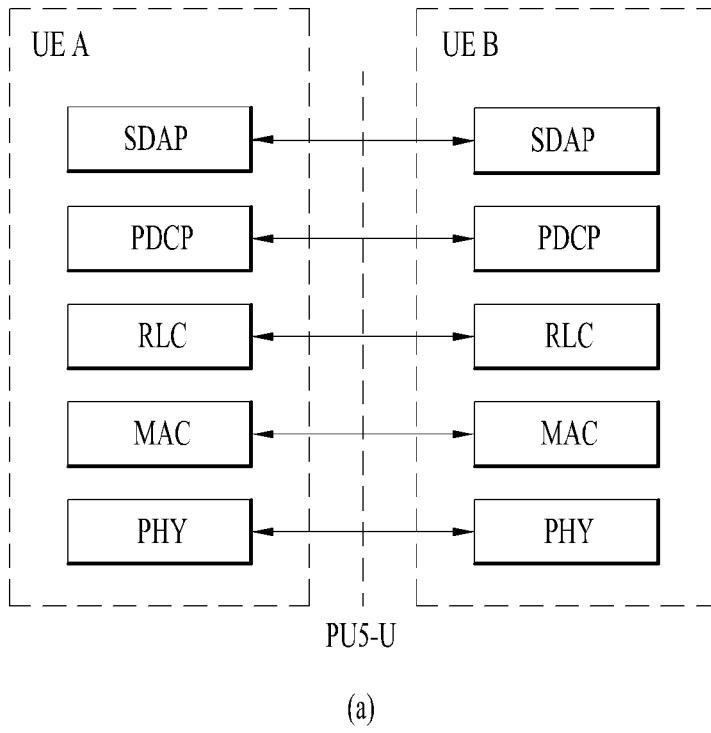 UE A UE B
SDAP SDAP
PDCP PDCP
RLC RLC
MAC MAC
PHY PHY
PU5-U
(a)